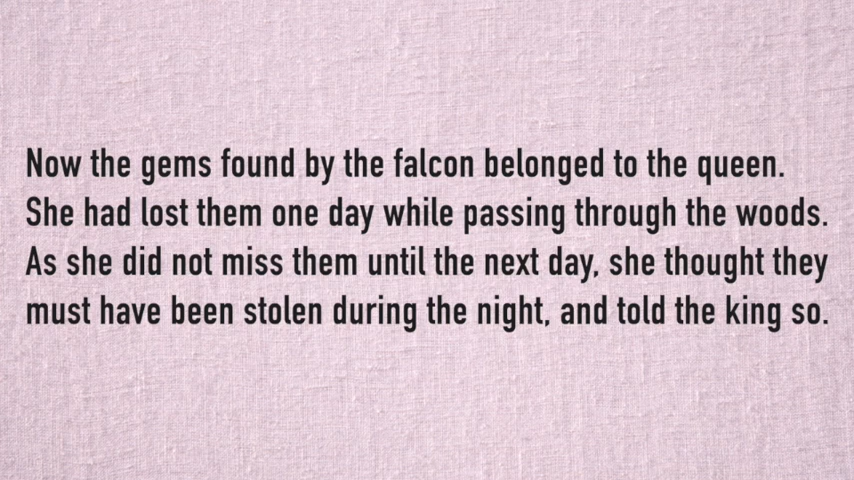 Now the gems found by the falcon belonged to the queen.
She had lost them one day while passing through the woods.
As she did not miss them until the next day, she thought they
must have been stolen during the night, and told the king so.